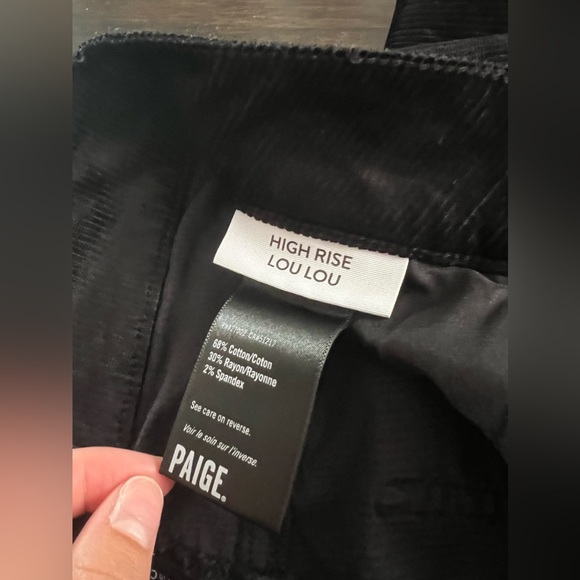 HIGH RISE
LOU LOU
68% Cotton/Coton
30% Rayon/Rayonne
2% Spandex
See care on reverse.
Voir le soin sur l'inverse.
PAIGE®